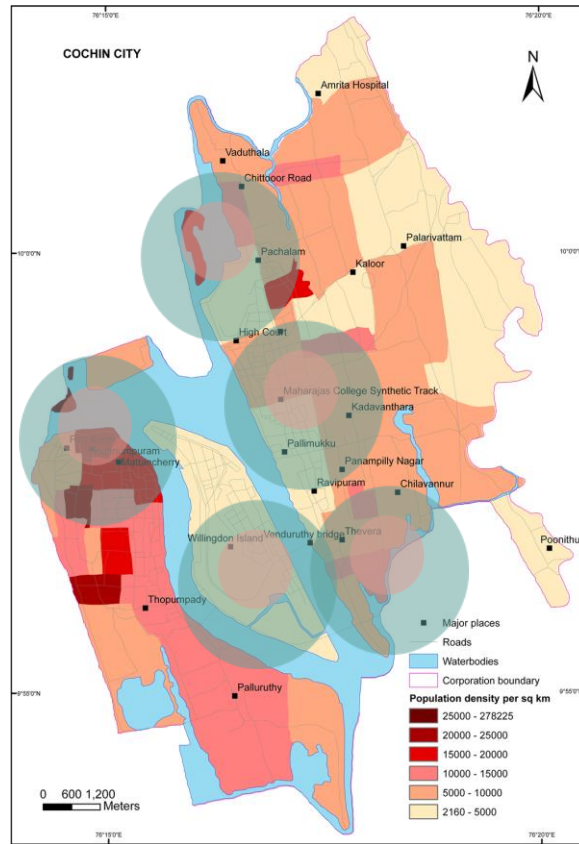 76°15'0"E
76°20'0"E
COCHIN CITY
N
Amrita Hospital
Vaduthala
Chittooor Road
Palarivattam
10°0'0"N
10°0'0"N
Pachalam
Kaloor
High Court
Maharajas College Synthetic Track
Kadavanthara
Mattancherry
Pallimukku
Panampilly Nagar
Ravipuram
Chilavannur
Willingdon Island
Venduruthy bridge
Thevera
Poonithu
Thopumpady
Palluruthy
9°55'0"N
9°55'0"N
Major places
Roads
Waterbodies
Corporation boundary
Population density per sq km
25000 - 278225
20000 - 25000
15000 - 20000
10000 - 15000
5000 - 10000
2160 - 5000
0 600 1,200
Meters
76°15'0"E
76°20'0"E